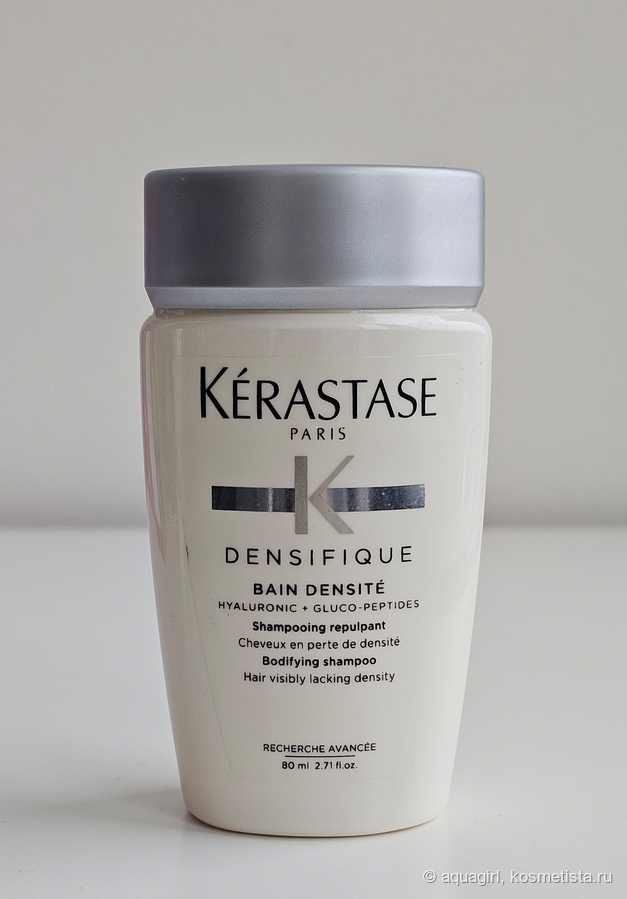 KÉRASTASE
PARIS
K
DENSIFIQUE
BAIN DENSITÉ
HYALURONIC + GLUCO-PEPTIDES
Shampooing repulpant
Cheveux en perte de densité
Bodifying shampoo
Hair visibly lacking density
RECHERCHE AVANCÉE
80 ml 2.71 fl.oz.
© aquagirl, kosmetista.ru